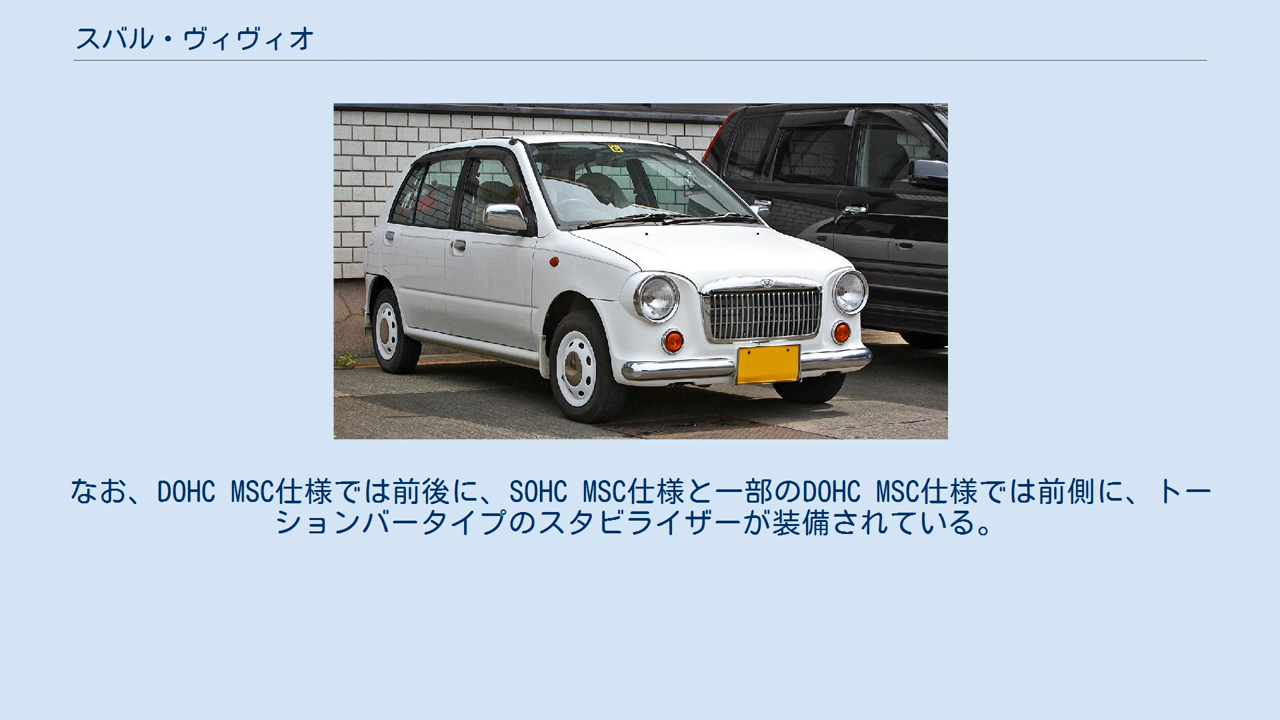 スバル・ヴィヴィオ
なお、DOHC MSC仕様では前後に、SOHC MSC仕様と一部のDOHC MSC仕様では前側に、トー
ションバータイプのスタビライザーが装備されている。